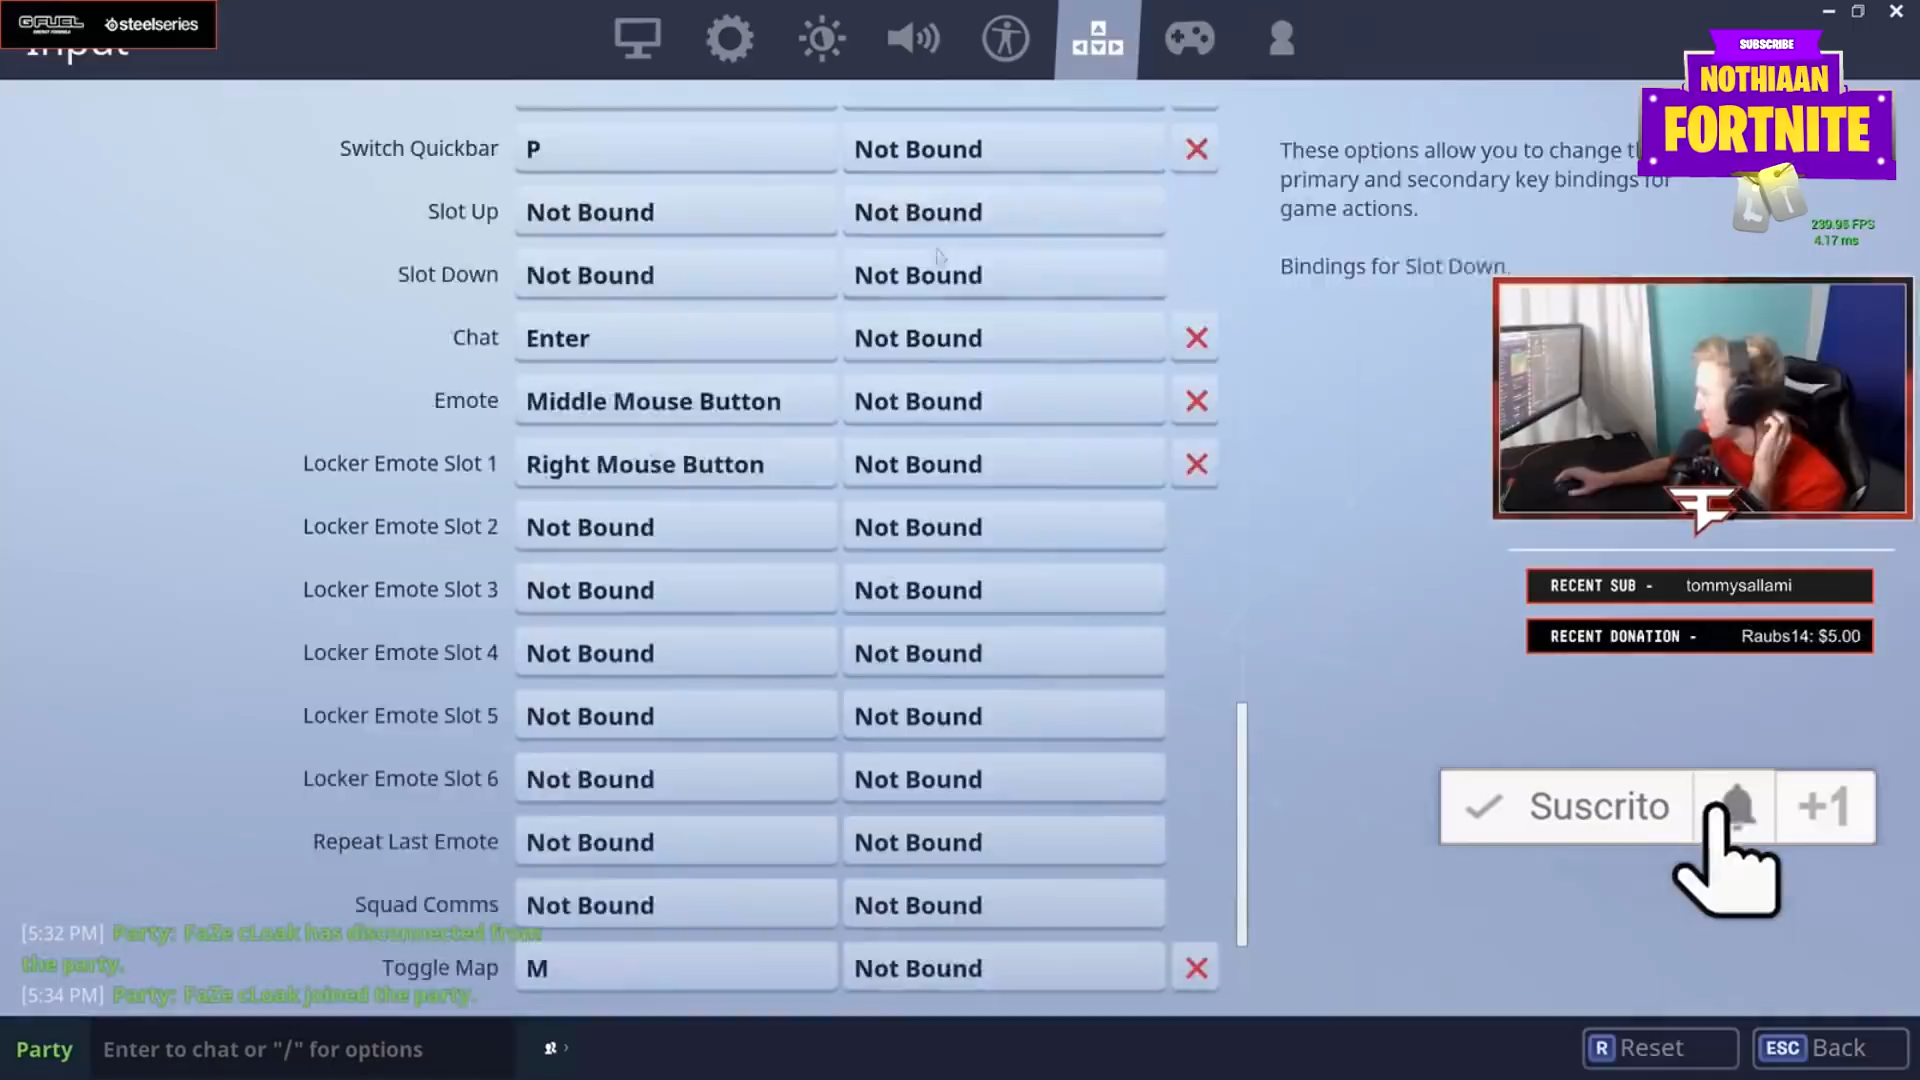 G FUEL
ENERGY FORMULA
steelseries
Input
SUBSCRIBE
NOTHIAAN
FORTNITE
239.96 FPS
4.17 ms
Switch Quickbar P Not Bound
Slot Up Not Bound Not Bound
Slot Down Not Bound Not Bound
Chat Enter Not Bound
Emote Middle Mouse Button Not Bound
Locker Emote Slot 1 Right Mouse Button Not Bound
Locker Emote Slot 2 Not Bound Not Bound
Locker Emote Slot 3 Not Bound Not Bound
Locker Emote Slot 4 Not Bound Not Bound
Locker Emote Slot 5 Not Bound Not Bound
Locker Emote Slot 6 Not Bound Not Bound
Repeat Last Emote Not Bound Not Bound
Squad Comms Not Bound Not Bound
Toggle Map M Not Bound
These options allow you to change
primary and secondary key bindings for
game actions.
Bindings for Slot Down.
RECENT SUB - tommysallami
RECENT DONATION - Raubs14: $5.00
Suscrito +1
[5:32 PM] Party: FaZe cLoak has disconnected from
the party.
[5:34 PM] Party: FaZe cLoak joined the party.
Party Enter to chat or "/" for options
R Reset ESC Back